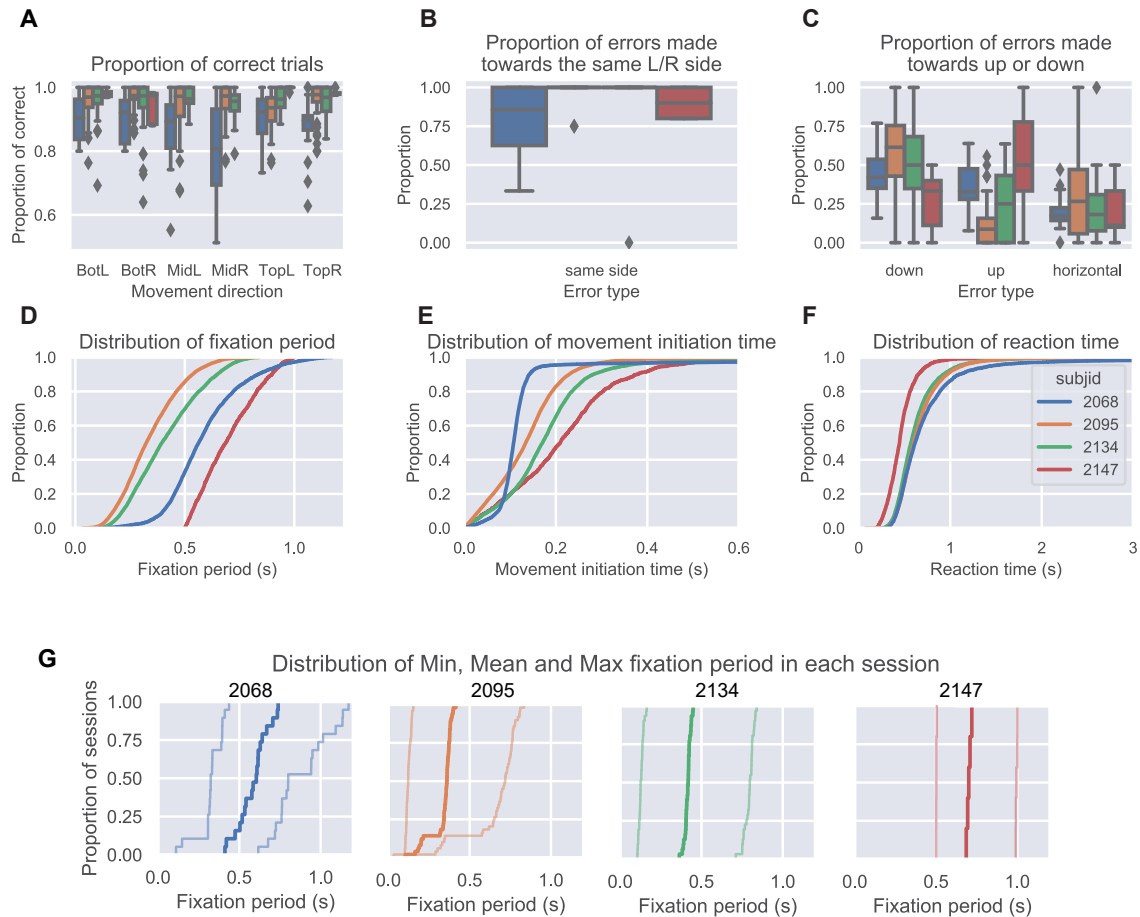 A
Proportion of correct trials
1.0
0.8
0.6
Proportion of correct
BotL BotR MidL MidR TopL TopR
Movement direction
B
Proportion of errors made
towards the same L/R side
1.00
0.75
0.50
0.25
0.00
Proportion
same side
Error type
C
Proportion of errors made
towards up or down
1.00
0.75
0.50
0.25
0.00
Proportion
down up horizontal
Error type
D
Distribution of fixation period
1.0
0.8
0.6
0.4
0.2
0.0
Proportion
0.0 0.5 1.0
Fixation period (s)
E
Distribution of movement initiation time
1.0
0.8
0.6
0.4
0.2
0.0
Proportion
0.0 0.2 0.4 0.6
Movement initiation time (s)
F
Distribution of reaction time
1.0
0.8
0.6
0.4
0.2
0.0
Proportion
subjid
2068
2095
2134
2147
0 1 2 3
Reaction time (s)
G
Distribution of Min, Mean and Max fixation period in each session
2068 2095 2134 2147
1.00
0.75
0.50
0.25
0.00
Proportion of sessions
0.0 0.5 1.0 0.0 0.5 1.0 0.0 0.5 1.0 0.0 0.5 1.0
Fixation period (s) Fixation period (s) Fixation period (s) Fixation period (s)